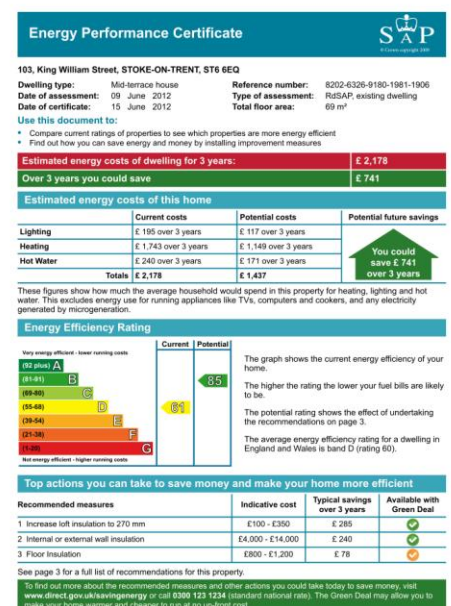 Energy Performance Certificate
SAP
© Crown copyright 2009
103, King William Street, STOKE-ON-TRENT, ST6 6EQ
Dwelling type: Mid-terrace house Reference number: 8202-6326-9180-1981-1906
Date of assessment: 09 June 2012 Type of assessment: RdSAP, existing dwelling
Date of certificate: 15 June 2012 Total floor area: 69 m²
Use this document to:
• Compare current ratings of properties to see which properties are more energy efficient
• Find out how you can save energy and money by installing improvement measures
Estimated energy costs of dwelling for 3 years: £ 2,178
Over 3 years you could save £ 741
Estimated energy costs of this home
Current costs Potential costs Potential future savings
Lighting £ 195 over 3 years £ 117 over 3 years
Heating £ 1,743 over 3 years £ 1,149 over 3 years
Hot Water £ 240 over 3 years £ 171 over 3 years
Totals £ 2,178 £ 1,437
You could
save £ 741
over 3 years
These figures show how much the average household would spend in this property for heating, lighting and hot
water. This excludes energy use for running appliances like TVs, computers and cookers, and any electricity
generated by microgeneration.
Energy Efficiency Rating
Current Potential
Very energy efficient - lower running costs
(92 plus) A
(81-91) B
(69-80) C
(55-68) D
(39-54) E
(21-38) F
(1-20) G
Not energy efficient - higher running costs
61
85
The graph shows the current energy efficiency of your
home.
The higher the rating the lower your fuel bills are likely
to be.
The potential rating shows the effect of undertaking
the recommendations on page 3.
The average energy efficiency rating for a dwelling in
England and Wales is band D (rating 60).
Top actions you can take to save money and make your home more efficient
Recommended measures Indicative cost Typical savings over 3 years Available with Green Deal
1 Increase loft insulation to 270 mm £100 - £350 £ 285
2 Internal or external wall insulation £4,000 - £14,000 £ 240
3 Floor Insulation £800 - £1,200 £ 78
See page 3 for a full list of recommendations for this property.
To find out more about the recommended measures and other actions you could take today to save money, visit
www.direct.gov.uk/savingenergy or call 0300 123 1234 (standard national rate). The Green Deal may allow you to
make your home warmer and cheaper to run at no up-front cost.